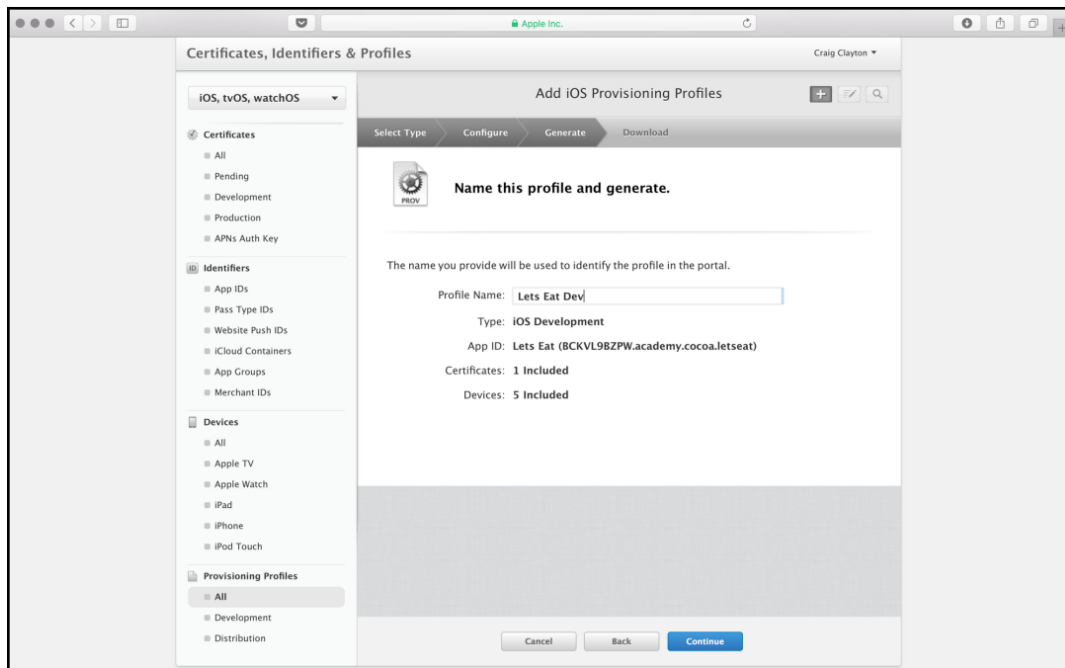 Apple Inc.
Certificates, Identifiers & Profiles
Craig Clayton
iOS, tvOS, watchOS
Certificates
All
Pending
Development
Production
APNs Auth Key
ID Identifiers
App IDs
Pass Type IDs
Website Push IDs
iCloud Containers
App Groups
Merchant IDs
Devices
All
Apple TV
Apple Watch
iPad
iPhone
iPod Touch
Provisioning Profiles
All
Development
Distribution
Add iOS Provisioning Profiles
Select Type Configure Generate Download
PROV
Name this profile and generate.
The name you provide will be used to identify the profile in the portal.
Profile Name: Lets Eat Dev
Type: iOS Development
App ID: Lets Eat (BCKVL9BZPW.academy.cocoa.letseat)
Certificates: 1 Included
Devices: 5 Included
Cancel Back Continue